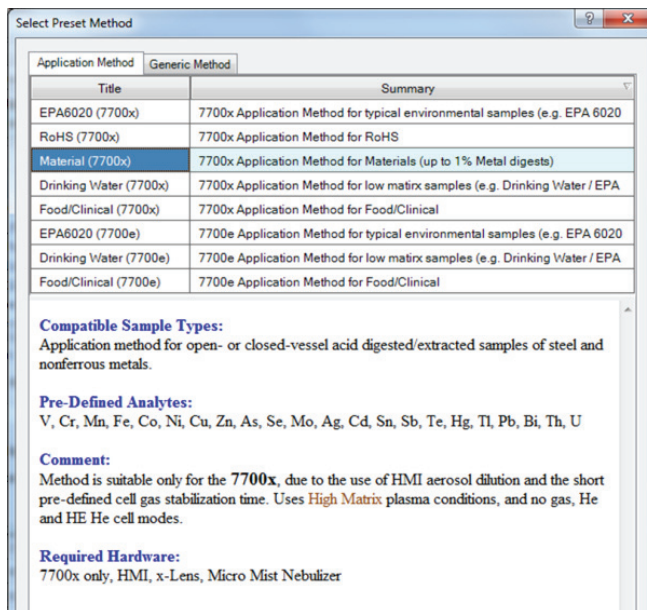 Select Preset Method
Application Method Generic Method
Title Summary
EPA6020 (7700x) 7700x Application Method for typical environmental samples (e.g. EPA 6020
RoHS (7700x) 7700x Application Method for RoHS
Material (7700x) 7700x Application Method for Materials (up to 1% Metal digests)
Drinking Water (7700x) 7700x Application Method for low matirx samples (e.g. Drinking Water / EPA
Food/Clinical (7700x) 7700x Application Method for Food/Clinical
EPA6020 (7700e) 7700e Application Method for typical environmental samples (e.g. EPA 6020
Drinking Water (7700e) 7700e Application Method for low matirx samples (e.g. Drinking Water / EPA
Food/Clinical (7700e) 7700e Application Method for Food/Clinical
Compatible Sample Types:
Application method for open- or closed-vessel acid digested/extracted samples of steel and
nonferrous metals.
Pre-Defined Analytes:
V, Cr, Mn, Fe, Co, Ni, Cu, Zn, As, Se, Mo, Ag, Cd, Sn, Sb, Te, Hg, Tl, Pb, Bi, Th, U
Comment:
Method is suitable only for the 7700x, due to the use of HMI aerosol dilution and the short
pre-defined cell gas stabilization time. Uses High Matrix plasma conditions, and no gas, He
and HE He cell modes.
Required Hardware:
7700x only, HMI, x-Lens, Micro Mist Nebulizer